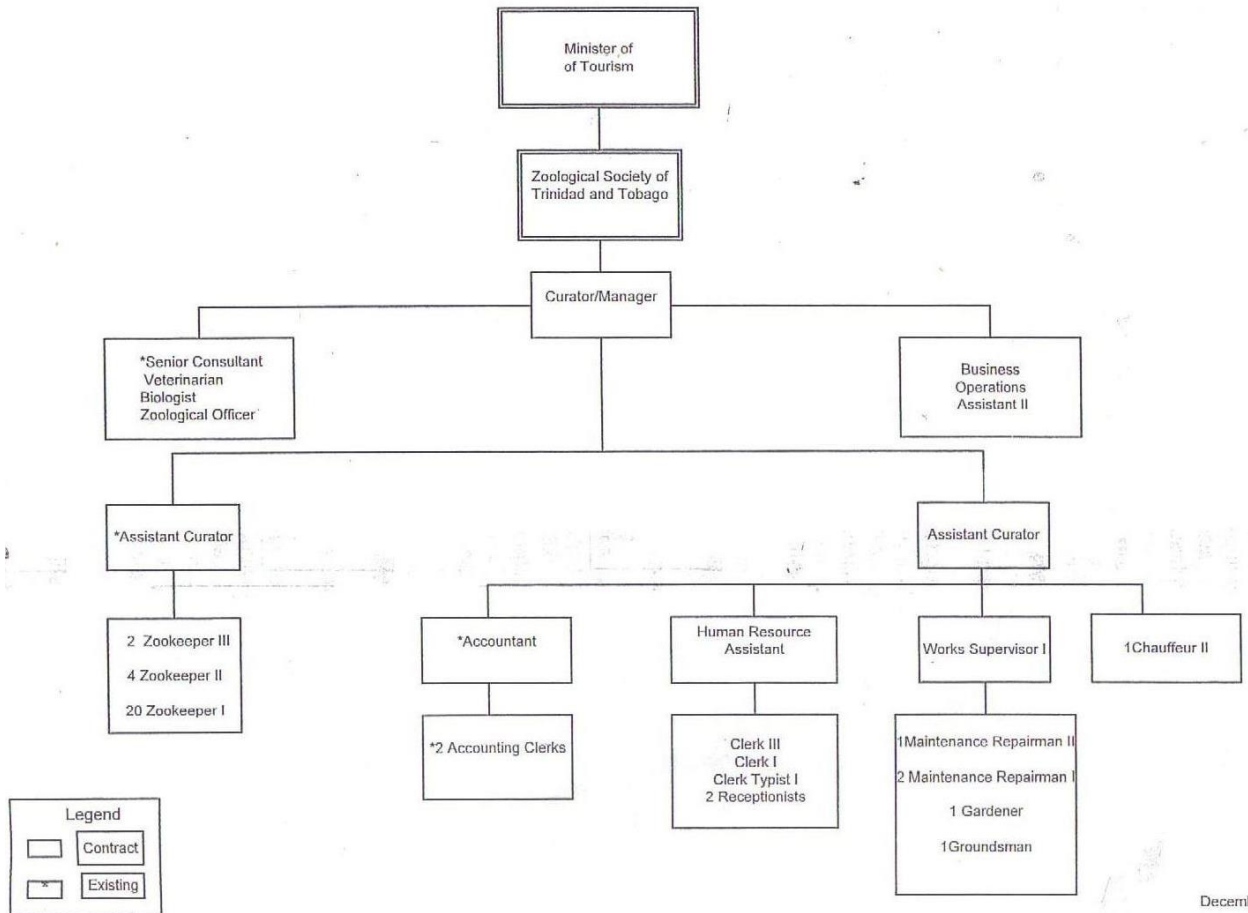 Minister of
of Tourism
Zoological Society of
Trinidad and Tobago
Curator/Manager
*Senior Consultant
Veterinarian
Biologist
Zoological Officer
Business
Operations
Assistant II
*Assistant Curator
Assistant Curator
2 Zookeeper III
4 Zookeeper II
20 Zookeeper I
*Accountant
Human Resource
Assistant
Works Supervisor I
1Chauffeur II
*2 Accounting Clerks
Clerk III
Clerk I
Clerk Typist I
2 Receptionists
1Maintenance Repairman II
2 Maintenance Repairman I
1 Gardener
1Groundsman
Legend
Contract
* Existing